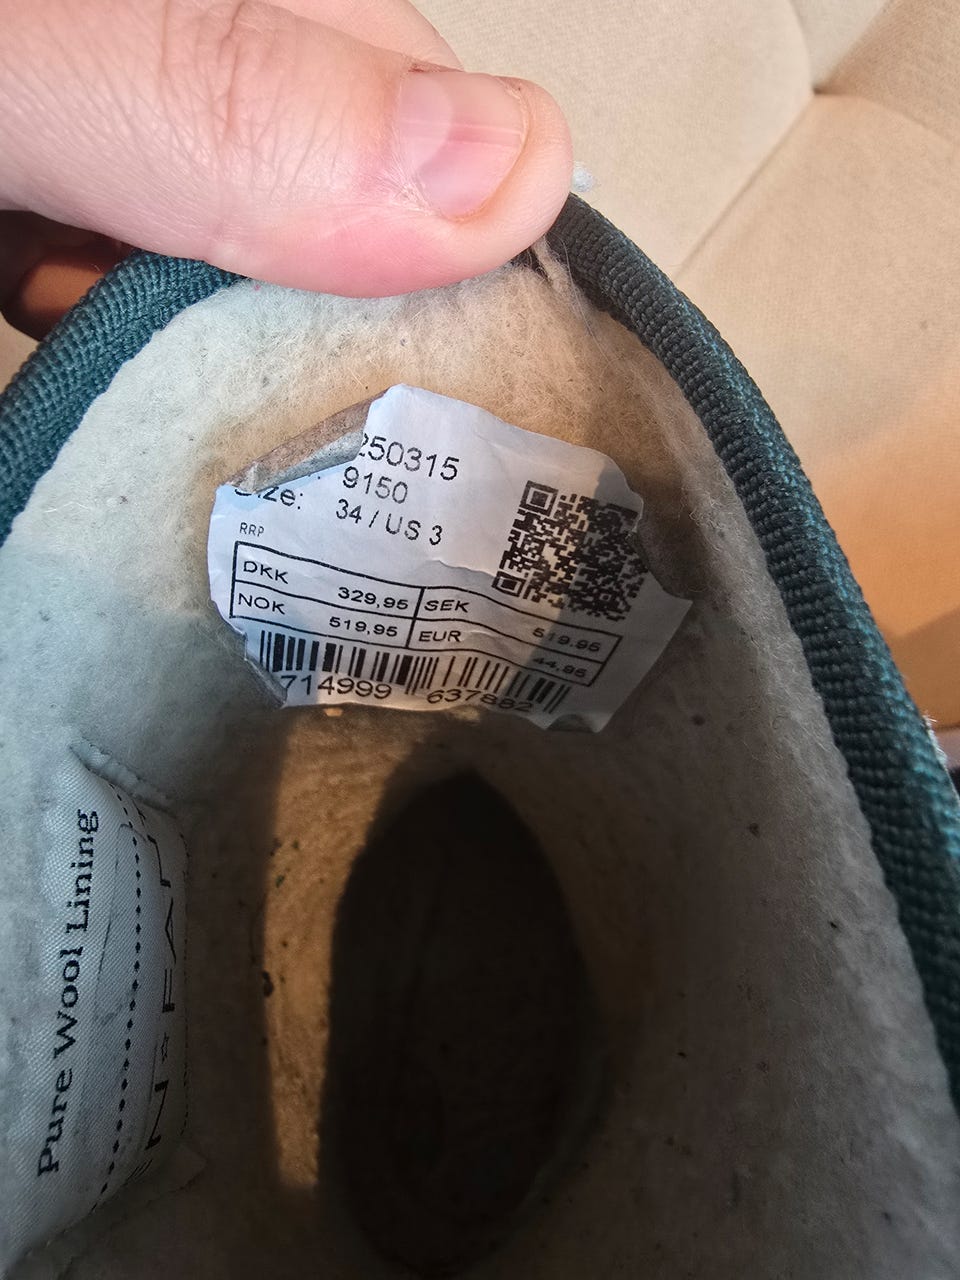 250315
9150
Size: 34 / US 3
RRP
DKK 329,95 SEK 519.95
NOK 519,95 EUR 44.95
714999 637882
Pure Wool Lining